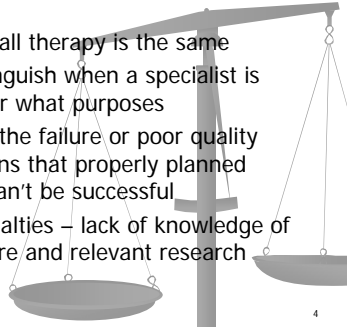 all therapy is the same
nguish when a specialist is
r what purposes
the failure or poor quality
ns that properly planned
an't be successful
alties – lack of knowledge of
re and relevant research
4